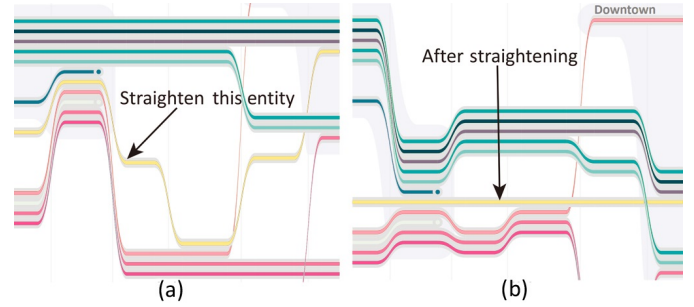 Downtown
After straightening
Straighten this entity
(a)
(b)